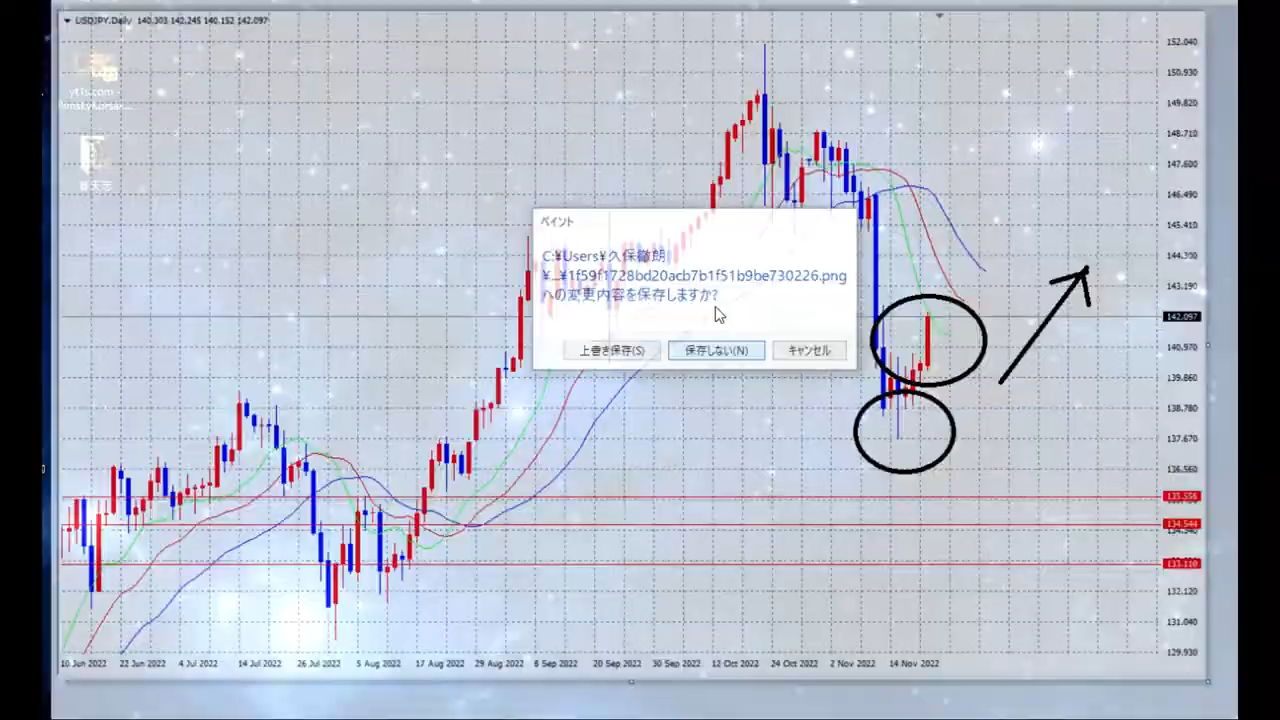 USDJPY,Daily 140.303 142.245 140.152 142.097
yt1s.com -
152.040
150.930
149.820
148.710
147.600
146.490
145.410
144.300
143.190
142.097
140.970
139.860
138.780
137.670
136.560
135.556
134.544
133.110
132.120
131.040
129.930
ペイント
C:¥Users¥久保徹朗
¥...¥1f59f1728bd20acb7b1f51b9be730226.png
への変更内容を保存しますか?
上書き保存(S) 保存しない(N) キャンセル
10 Jun 2022 22 Jun 2022 4 Jul 2022 14 Jul 2022 26 Jul 2022 5 Aug 2022 17 Aug 2022 29 Aug 2022 8 Sep 2022 20 Sep 2022 30 Sep 2022 12 Oct 2022 24 Oct 2022 2 Nov 2022 14 Nov 2022